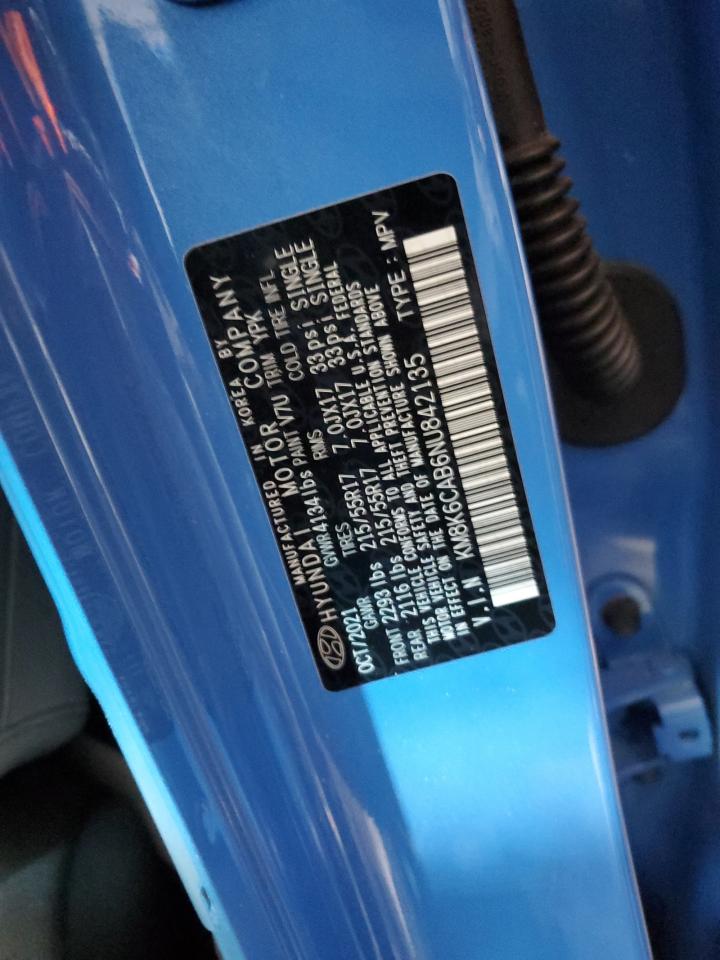 MANUFACTURED IN KOREA BY
HYUNDAI MOTOR COMPANY
OCT/2021 GVWR 4134 lbs PAINT V7U TRIM YPK
GAWR TIRES RIMS COLD TIRE INFL
FRONT 2293 lbs 215/55R17 7.0JX17 33psi SINGLE
REAR 2116 lbs 215/55R17 7.0JX17 33psi SINGLE
THIS VEHICLE CONFORMS TO ALL APPLICABLE U.S.A. FEDERAL
MOTOR VEHICLE SAFETY AND THEFT PREVENTION STANDARDS
IN EFFECT ON THE DATE OF MANUFACTURE SHOWN ABOVE
V.I.N KM8K6CAB6NU842135 TYPE : MPV